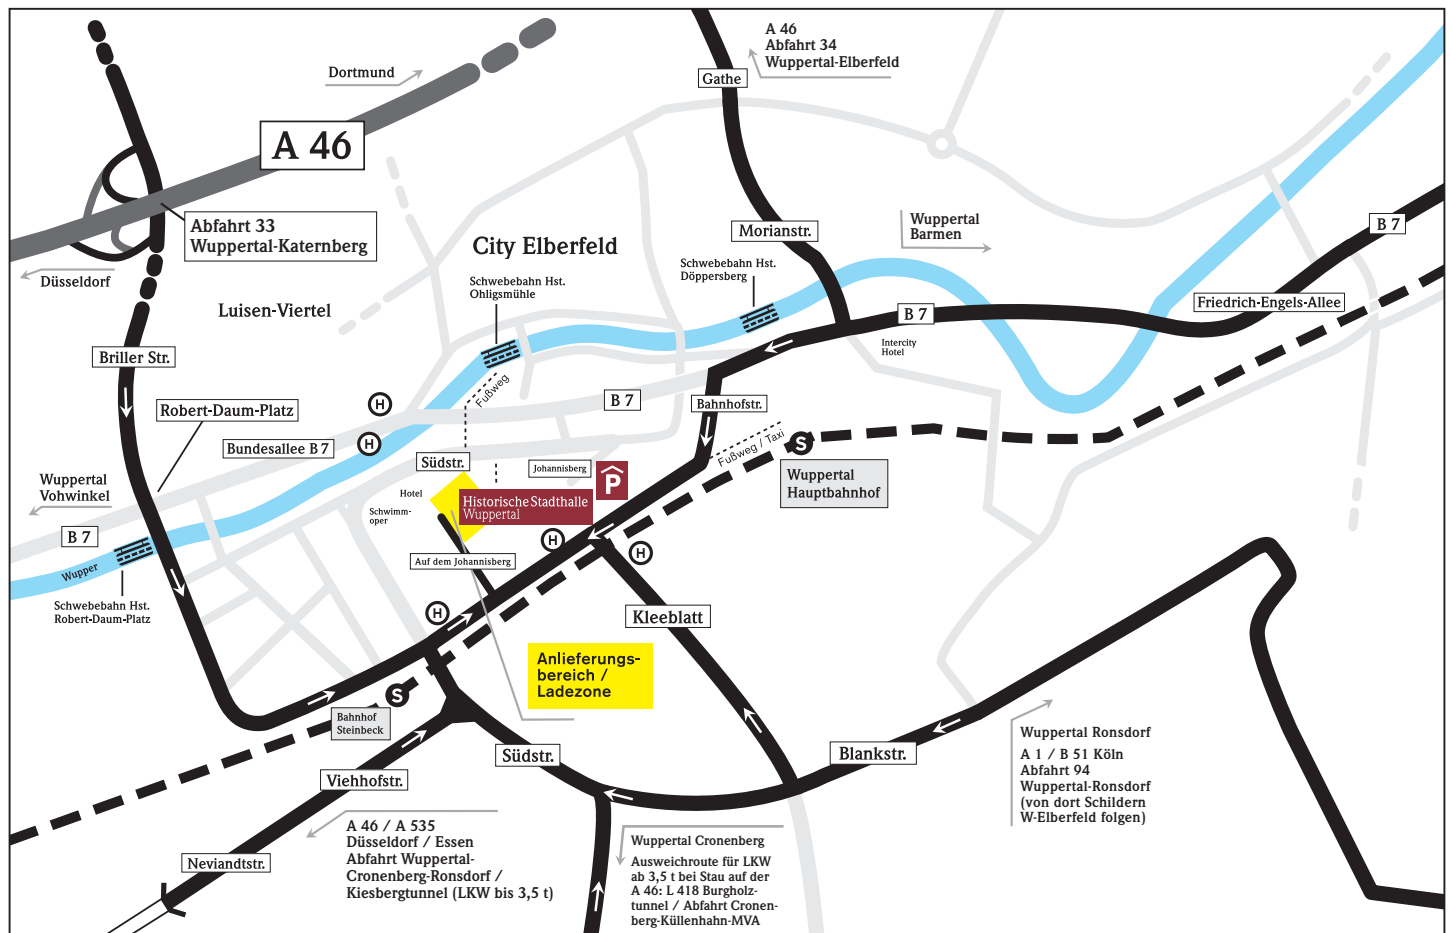 A 46
Abfahrt 34
Wuppertal-Elberfeld
Dortmund
Gathe
A 46
Abfahrt 33
Wuppertal-Katernberg
Düsseldorf
City Elberfeld
Morianstr.
Wuppertal
Barmen
B 7
Schwebebahn Hst.
Ohligsmühle
Schwebebahn Hst.
Döppersberg
Luisen-Viertel
Friedrich-Engels-Allee
B 7
Intercity
Hotel
Briller Str.
Fußweg
B 7
Bahnhofstr.
Robert-Daum-Platz
H
H
Bundesallee B 7
Fußweg / Taxi
S
Wuppertal
Hauptbahnhof
Südstr.
Johannisberg
P
Wuppertal
Vohwinkel
Hotel
Schwimm-
oper
Historische Stadthalle
Wuppertal
B 7
H
H
Auf dem Johannisberg
Wupper
Schwebebahn Hst.
Robert-Daum-Platz
H
Kleeblatt
Anlieferungs-
bereich /
Ladezone
S
Bahnhof
Steinbeck
Südstr.
Blankstr.
Wuppertal Ronsdorf
A 1 / B 51 Köln
Abfahrt 94
Wuppertal-Ronsdorf
(von dort Schildern
W-Elberfeld folgen)
Viehhofstr.
A 46 / A 535
Düsseldorf / Essen
Abfahrt Wuppertal-
Cronenberg-Ronsdorf /
Kiesbergtunnel (LKW bis 3,5 t)
Neviandtstr.
Wuppertal Cronenberg
Ausweichroute für LKW
ab 3,5 t bei Stau auf der
A 46: L 418 Burgholz-
tunnel / Abfahrt Cronen-
berg-Küllenhahn-MVA